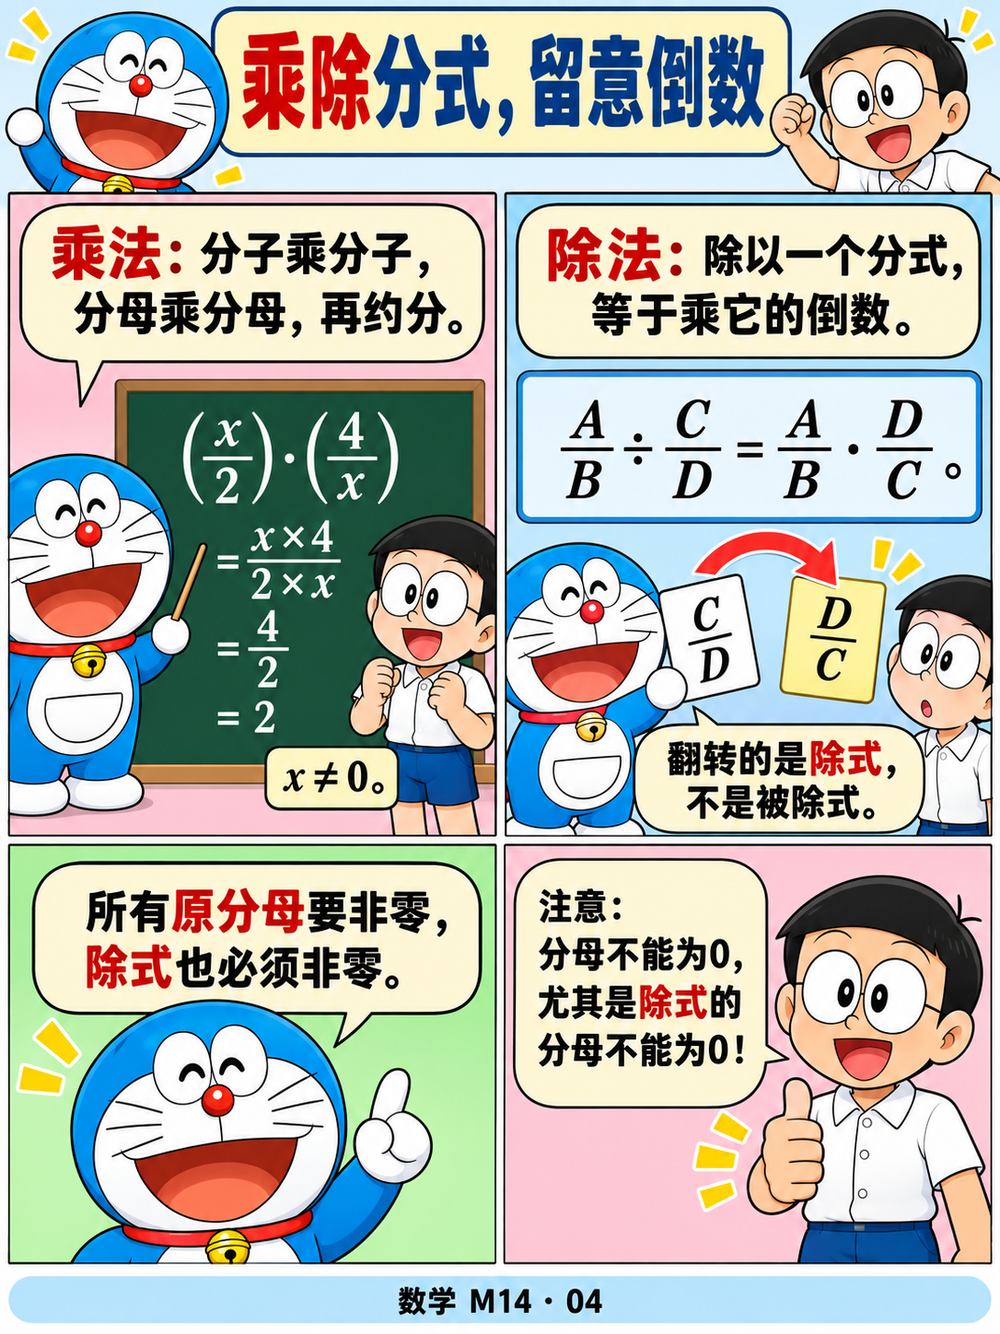 乘除分式，留意倒数
乘法：分子乘分子，
分母乘分母，再约分。
(x/2)·(4/x)
=x×4/2×x
=4/2
=2
x≠0。
除法：除以一个分式，
等于乘它的倒数。
A/B÷C/D=A/B·D/C。
C/D
D/C
翻转的是除式，
不是被除式。
所有原分母要非零，
除式也必须非零。
注意：
分母不能为0，
尤其是除式的
分母不能为0！
数学 M14·04